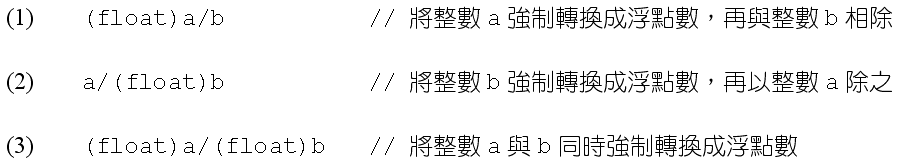 (1) (float)a/b // 將整數 a 強制轉換成浮點數，再與整數 b 相除
(2) a/(float)b // 將整數 b 強制轉換成浮點數，再以整數 a 除之
(3) (float)a/(float)b // 將整數 a 與 b 同時強制轉換成浮點數